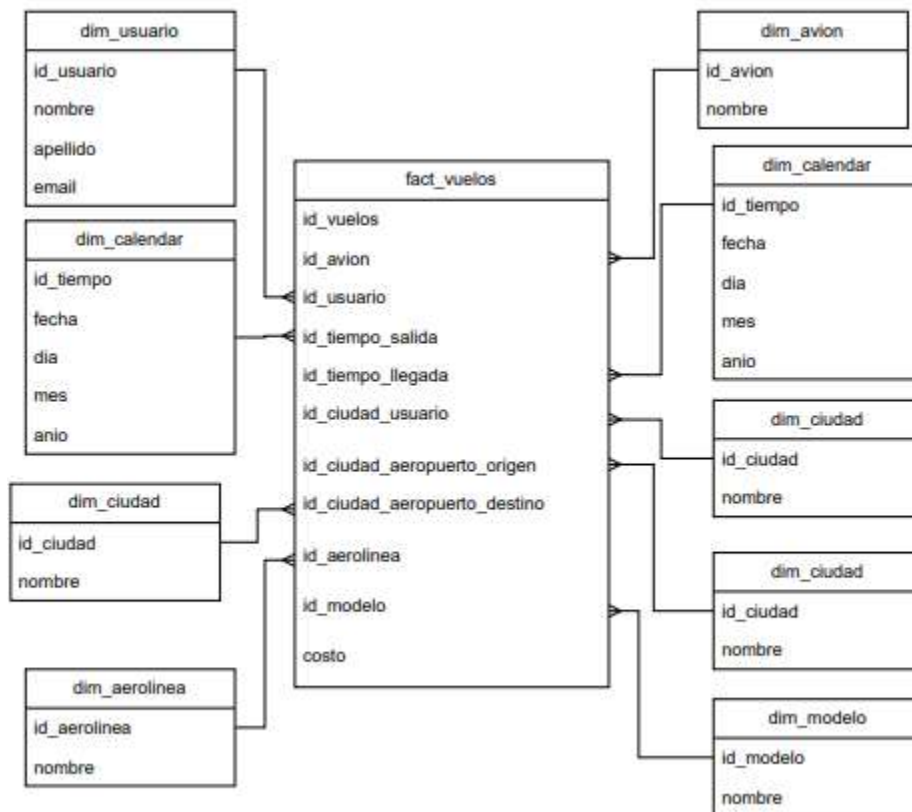 dim_usuario
id_usuario
nombre
apellido
email
dim_calendar
id_tiempo
fecha
dia
mes
anio
dim_ciudad
id_ciudad
nombre
dim_aerolinea
id_aerolinea
nombre
fact_vuelos
id_vuelos
id_avion
id_usuario
id_tiempo_salida
id_tiempo_llegada
id_ciudad_usuario
id_ciudad_aeropuerto_origen
id_ciudad_aeropuerto_destino
id_aerolinea
id_modelo
costo
dim_avion
id_avion
nombre
dim_calendar
id_tiempo
fecha
dia
mes
anio
dim_ciudad
id_ciudad
nombre
dim_ciudad
id_ciudad
nombre
dim_modelo
id_modelo
nombre